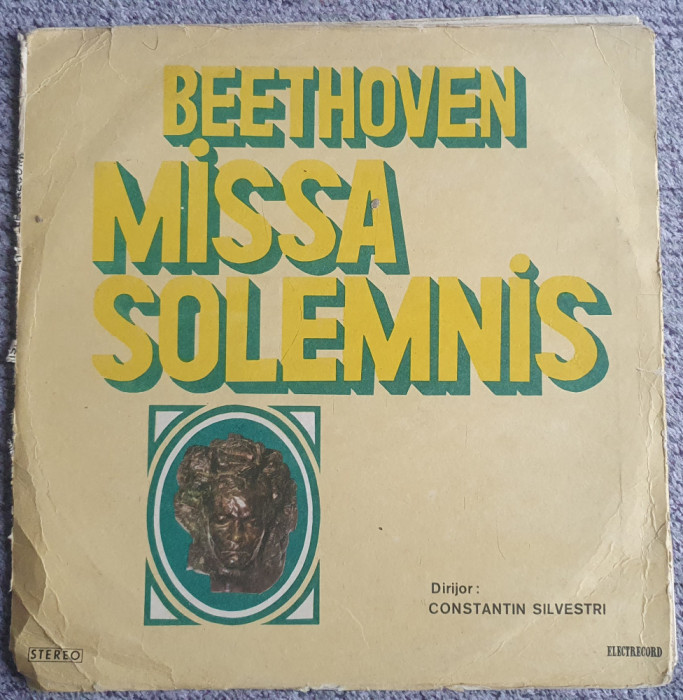 BEETHOVEN
MiSSA
SOLEMNiS
Dirijor :
CONSTANTIN SILVESTRI
STEREO
ELECTRECORD